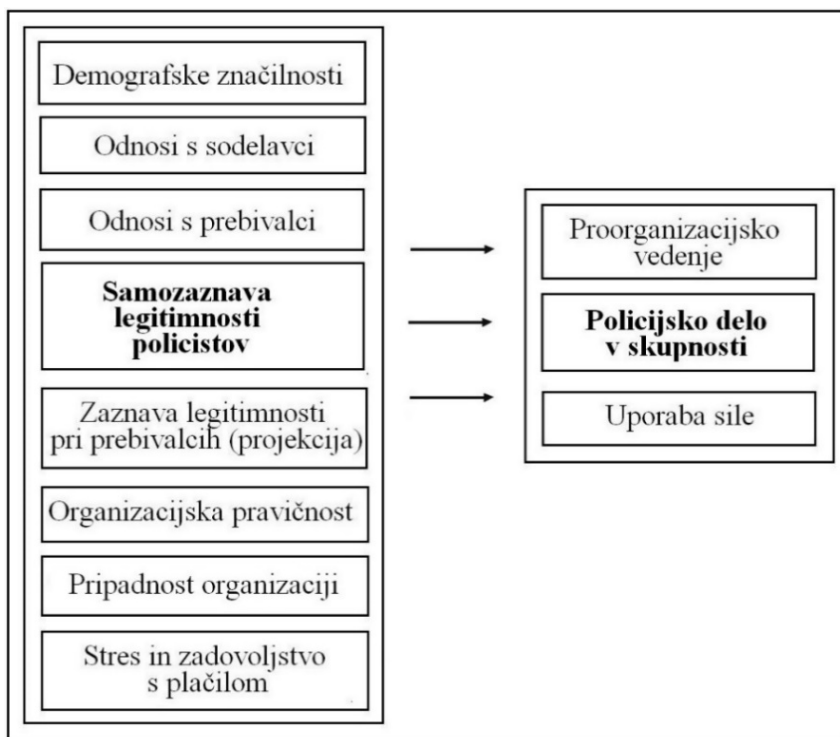 Demografske značilnosti
Odnosi s sodelavci
Odnosi s prebivalci
Samozaznava
legitimnosti
policistov
Zaznava legitimnosti
pri prebivalcih (projekcija)
Organizacijska pravičnost
Pripadnost organizaciji
Stres in zadovoljstvo
s plačilom
Proorganizacijsko
vedenje
Policijsko delo
v skupnosti
Uporaba sile